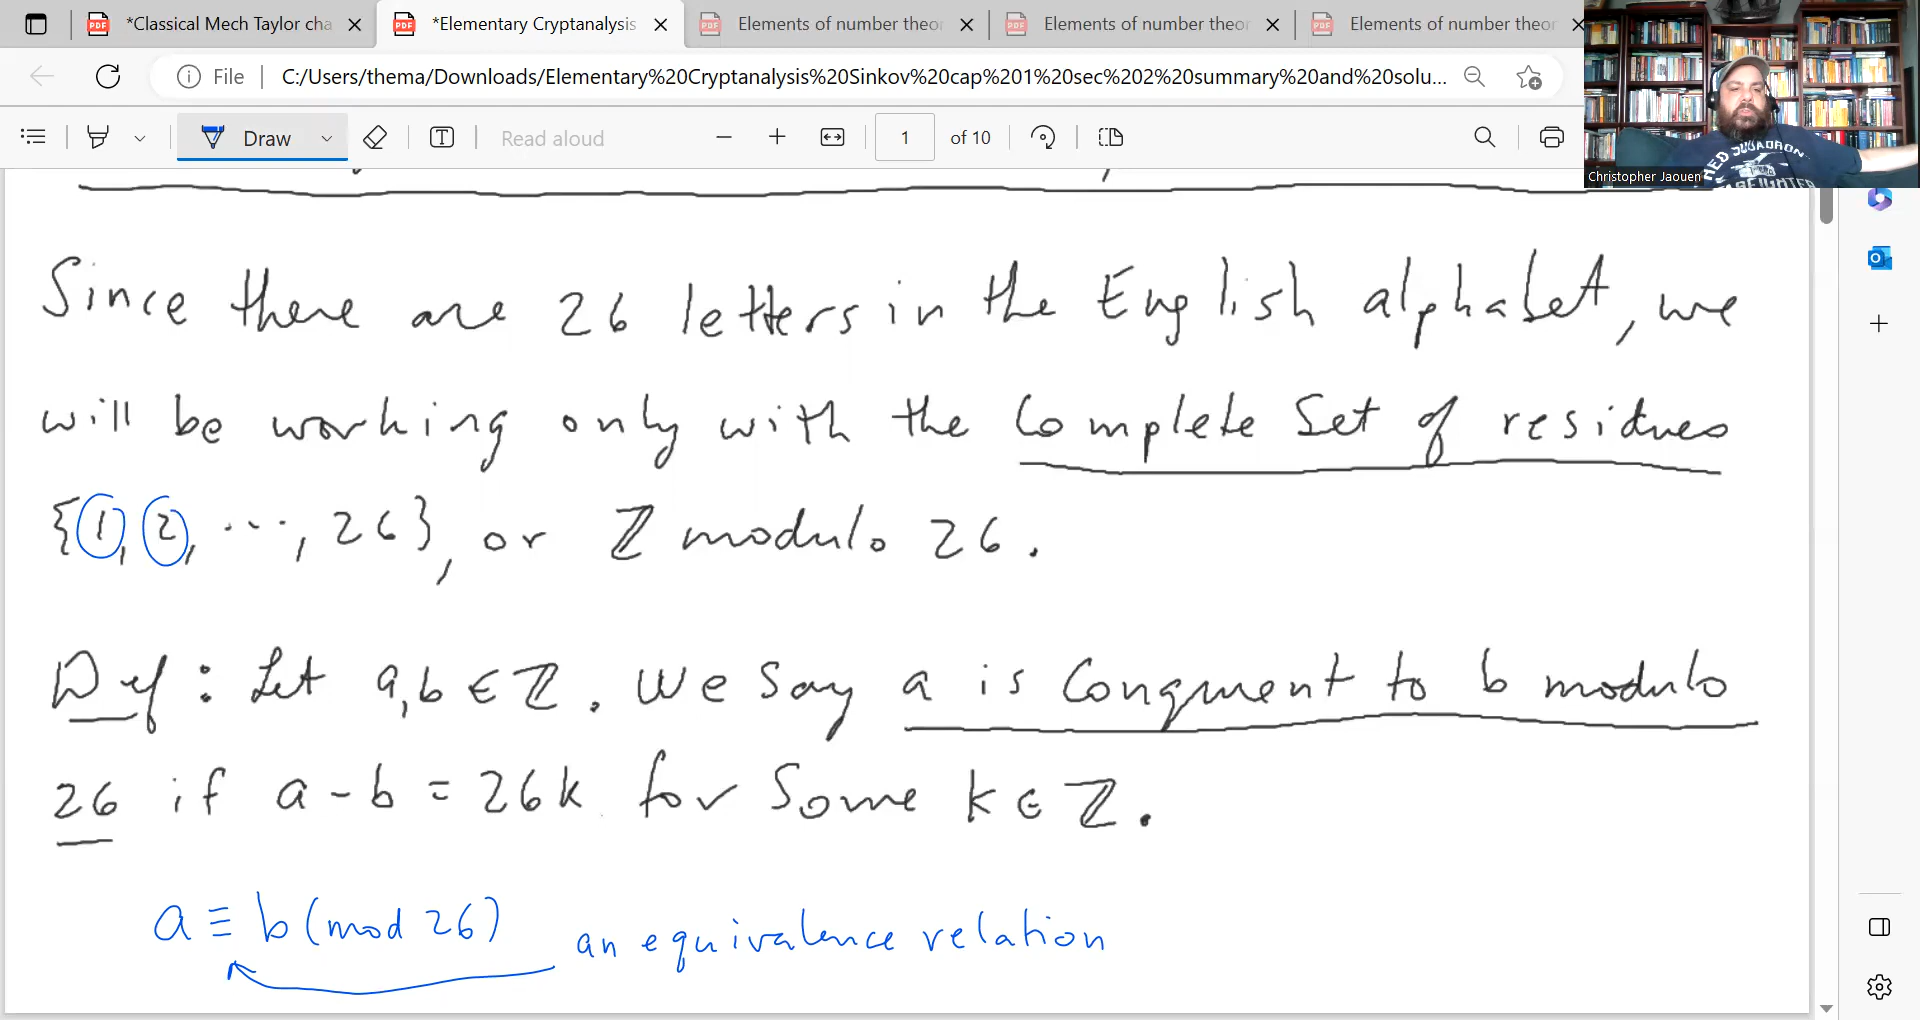 *Classical Mech Taylor cha
*Elementary Cryptanalysis
Elements of number theor
Elements of number theor
Elements of number theor
File
C:/Users/thema/Downloads/Elementary%20Cryptanalysis%20Sinkov%20cap%201%20sec%202%20summary%20and%20solu...
Draw
Read aloud
1 of 10
Christopher Jaouen
Since there are 26 letters in the English alphabet, we
will be working only with the Complete Set of residues
{1, 2, ..., 26}, or ℤ modulo 26.
Def: Let a,b ∈ ℤ. We Say a is Congruent to b modulo
26 if a - b = 26k for Some k ∈ ℤ.
a ≡ b (mod 26) an equivalence relation